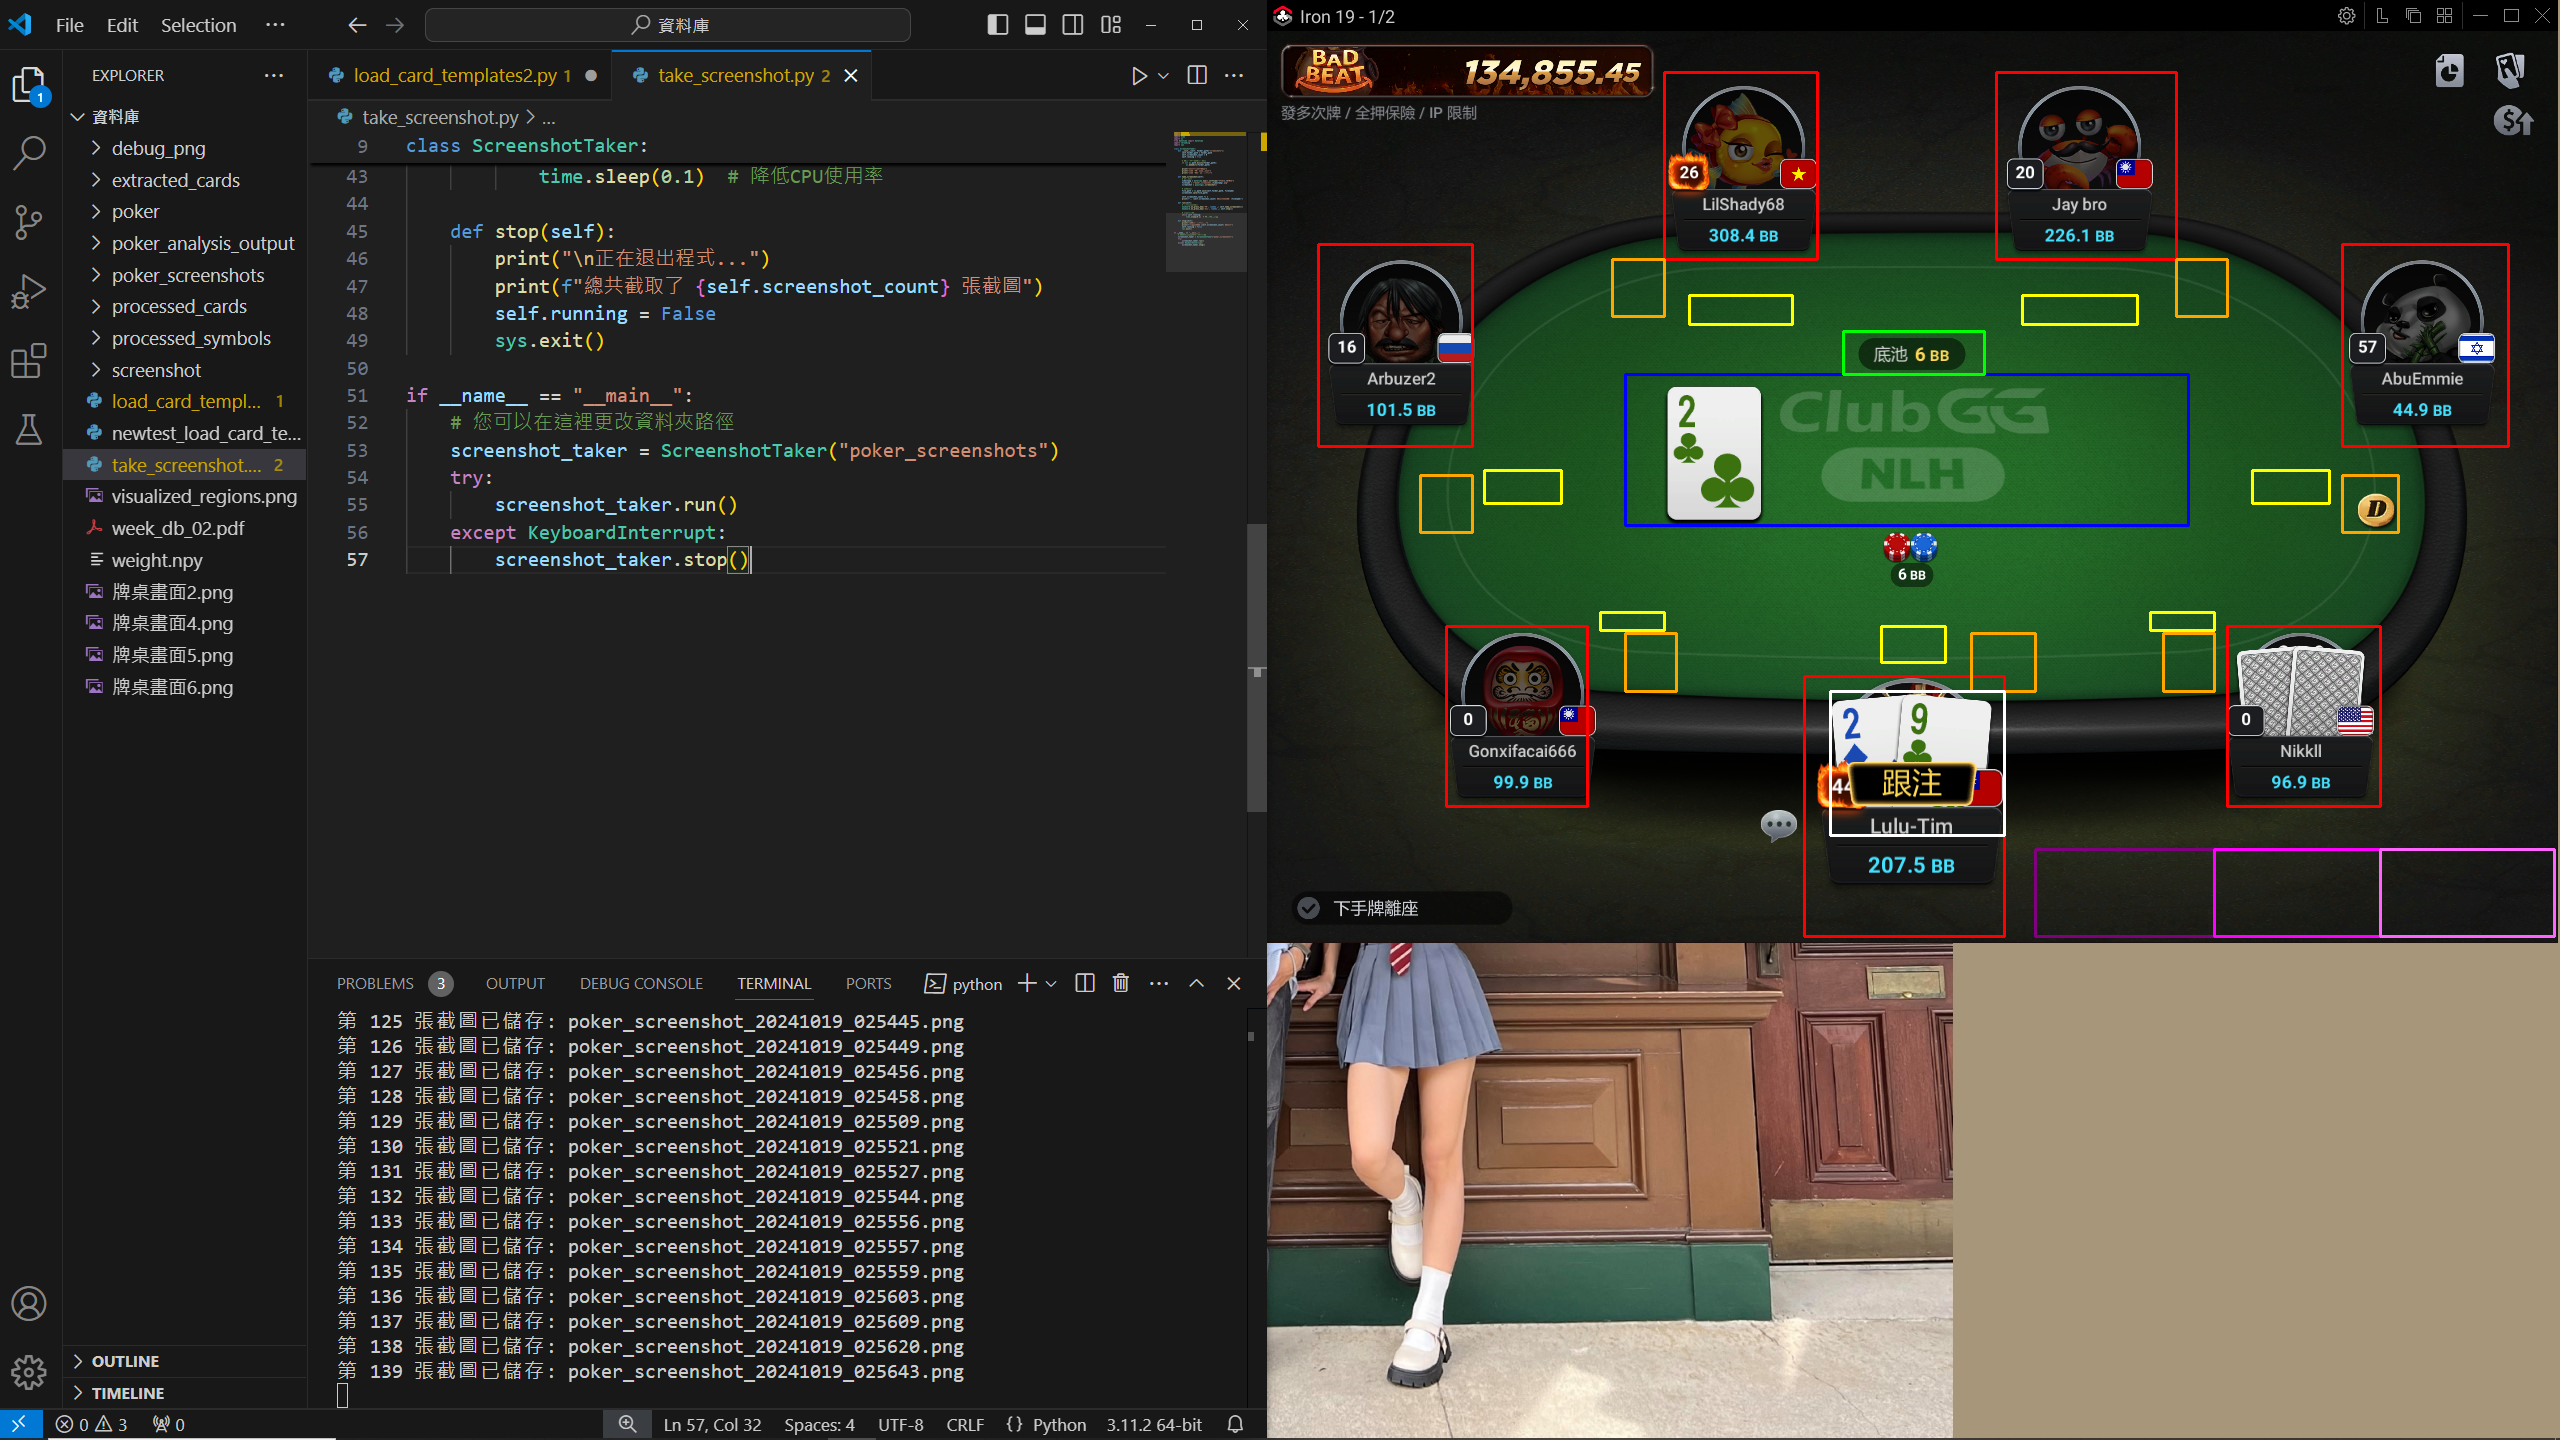 File Edit Selection ···
資料庫
EXPLORER
資料庫
debug_png
extracted_cards
poker
poker_analysis_output
poker_screenshots
processed_cards
processed_symbols
screenshot
load_card_templ... 1
newtest_load_card_te...
take_screenshot.... 2
visualized_regions.png
week_db_02.pdf
weight.npy
牌桌畫面2.png
牌桌畫面4.png
牌桌畫面5.png
牌桌畫面6.png
OUTLINE
TIMELINE
1
load_card_templates2.py 1
take_screenshot.py 2
take_screenshot.py > ...
9 class ScreenshotTaker:
43 time.sleep(0.1) # 降低CPU使用率
44
45 def stop(self):
46 print("\n正在退出程式...")
47 print(f"總共截取了 {self.screenshot_count} 張截圖")
48 self.running = False
49 sys.exit()
50
51 if __name__ == "__main__":
52 # 您可以在這裡更改資料夾路徑
53 screenshot_taker = ScreenshotTaker("poker_screenshots")
54 try:
55 screenshot_taker.run()
56 except KeyboardInterrupt:
57 screenshot_taker.stop()
PROBLEMS 3 OUTPUT DEBUG CONSOLE TERMINAL PORTS python
第 125 張截圖已儲存: poker_screenshot_20241019_025445.png
第 126 張截圖已儲存: poker_screenshot_20241019_025449.png
第 127 張截圖已儲存: poker_screenshot_20241019_025456.png
第 128 張截圖已儲存: poker_screenshot_20241019_025458.png
第 129 張截圖已儲存: poker_screenshot_20241019_025509.png
第 130 張截圖已儲存: poker_screenshot_20241019_025521.png
第 131 張截圖已儲存: poker_screenshot_20241019_025527.png
第 132 張截圖已儲存: poker_screenshot_20241019_025544.png
第 133 張截圖已儲存: poker_screenshot_20241019_025556.png
第 134 張截圖已儲存: poker_screenshot_20241019_025557.png
第 135 張截圖已儲存: poker_screenshot_20241019_025559.png
第 136 張截圖已儲存: poker_screenshot_20241019_025603.png
第 137 張截圖已儲存: poker_screenshot_20241019_025609.png
第 138 張截圖已儲存: poker_screenshot_20241019_025620.png
第 139 張截圖已儲存: poker_screenshot_20241019_025643.png
0 3 0 Ln 57, Col 32 Spaces: 4 UTF-8 CRLF {} Python 3.11.2 64-bit
Iron 19 - 1/2
BAD BEAT 134,855.45
發多次牌 / 全押保險 / IP 限制
26
LilShady68
308.4 BB
20
Jay bro
226.1 BB
16
Arbuzer2
101.5 BB
57
AbuEmmie
44.9 BB
底池 6 BB
2
ClubGG
NLH
D
6 BB
0
Gonxifacai666
99.9 BB
2 9
44
跟注
Lulu-Tim
207.5 BB
0
Nikkll
96.9 BB
下手牌離座